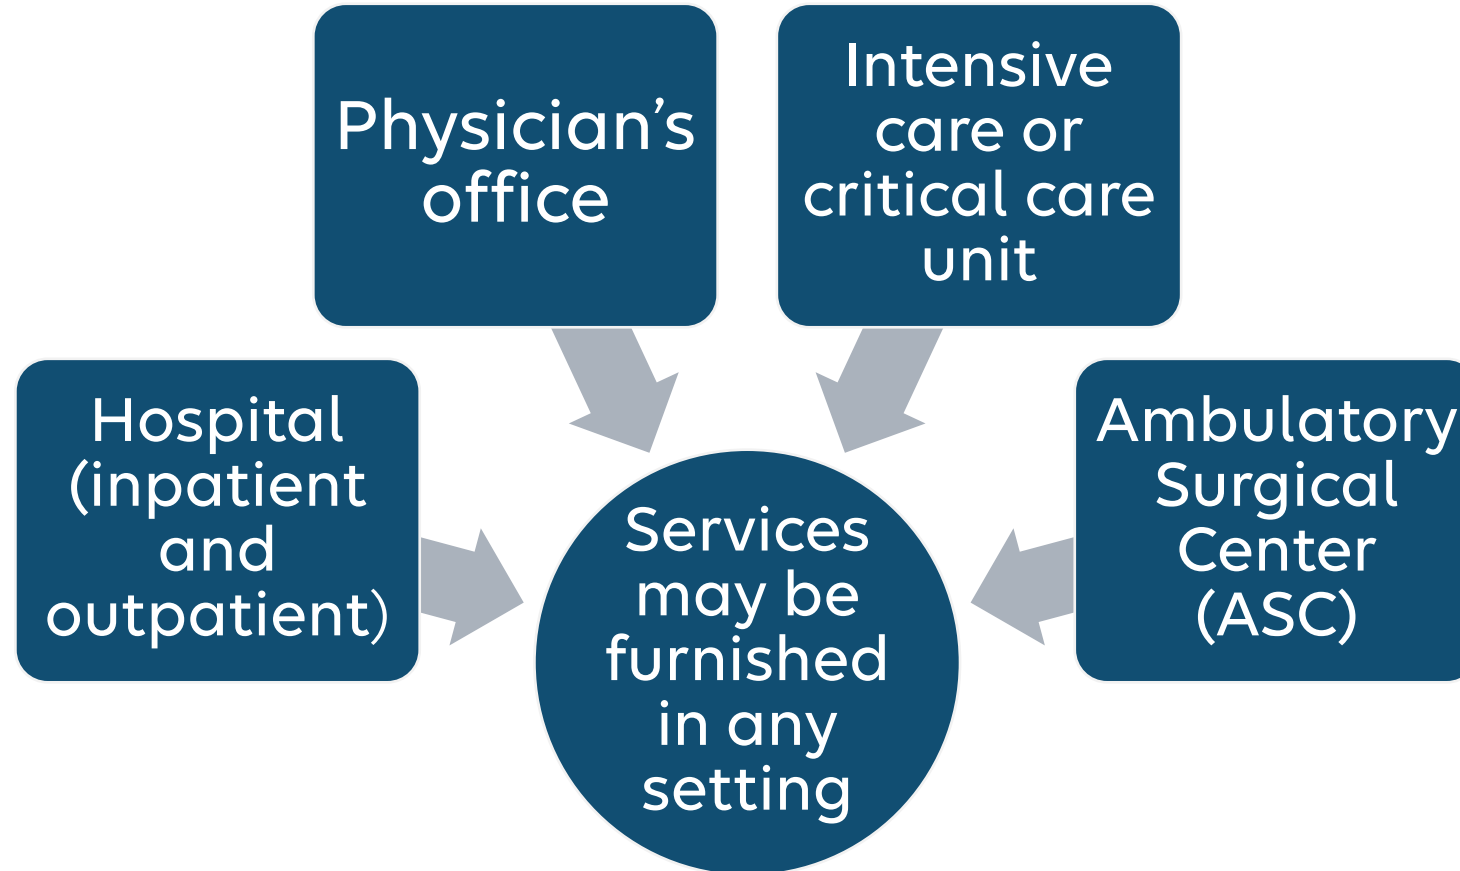 Physician’s
office
Intensive
care or
critical care
unit
Hospital
(inpatient
and
outpatient)
Ambulatory
Surgical
Center
(ASC)
Services
may be
furnished
in any
setting